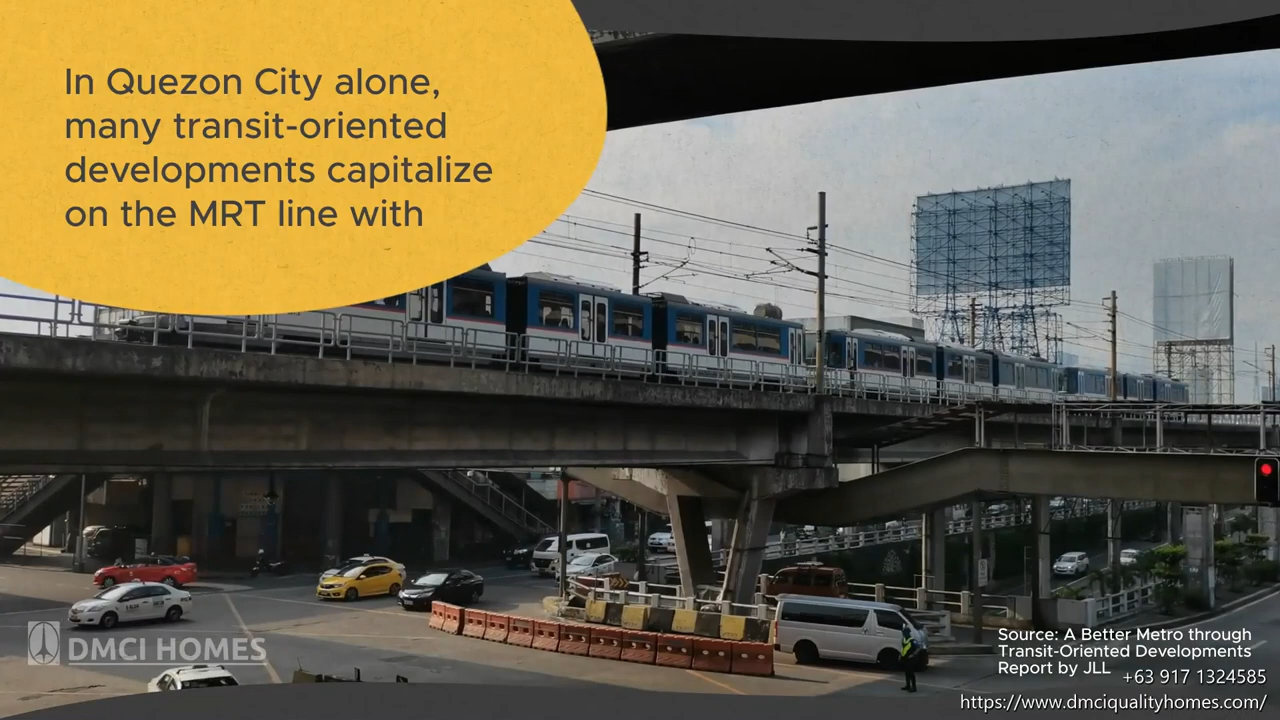 In Quezon City alone,
many transit-oriented
developments capitalize
on the MRT line with
DMCI HOMES
Source: A Better Metro through
Transit-Oriented Developments
Report by JLL
+63 917 1324585
https://www.dmciqualityhomes.com/